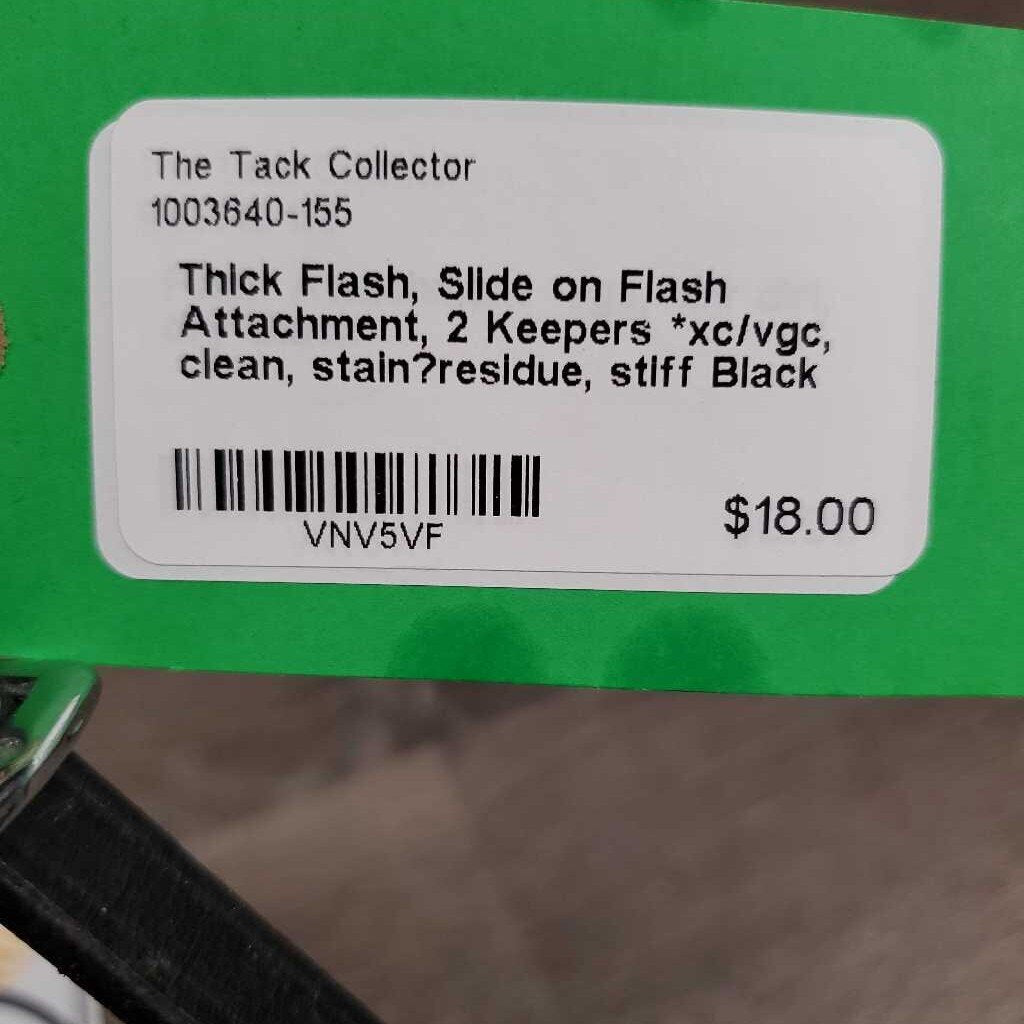 The Tack Collector
1003640-155
Thick Flash, Slide on Flash
Attachment, 2 Keepers *xc/vgc,
clean, stain?residue, stiff Black
VNV5VF
$18.00